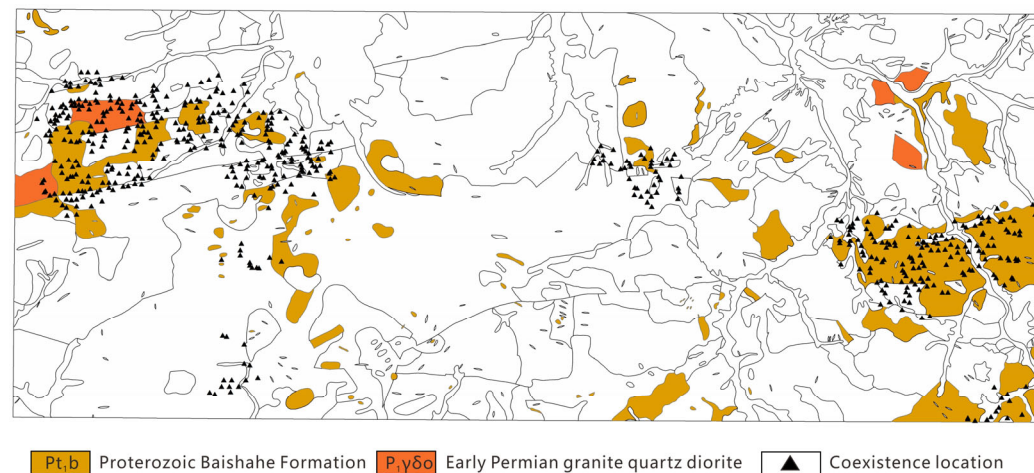 Pt₁b Proterozoic Baishahe Formation P₁γδο Early Permian granite quartz diorite Coexistence location